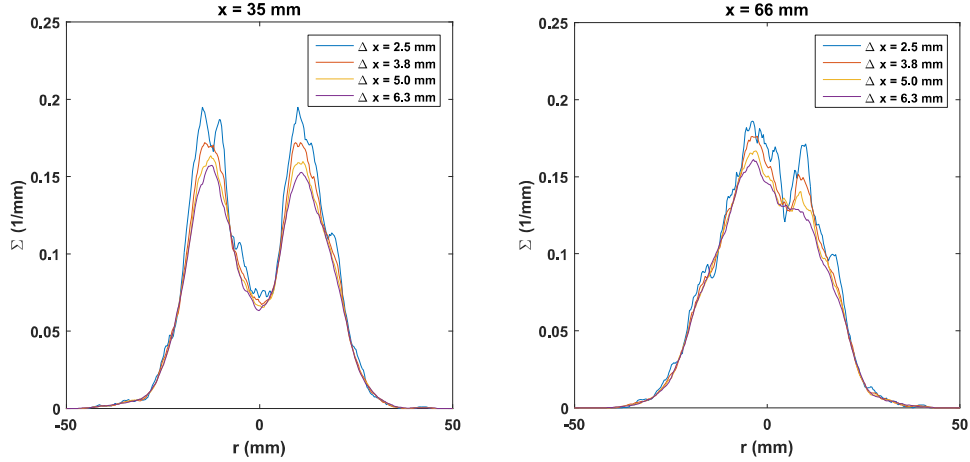 x = 35 mm
0.25
0.2
0.15
0.1
0.05
0
Σ (1/mm)
Δ x = 2.5 mm
Δ x = 3.8 mm
Δ x = 5.0 mm
Δ x = 6.3 mm
-50
0
50
r (mm)
x = 66 mm
0.25
0.2
0.15
0.1
0.05
0
Σ (1/mm)
Δ x = 2.5 mm
Δ x = 3.8 mm
Δ x = 5.0 mm
Δ x = 6.3 mm
-50
0
50
r (mm)